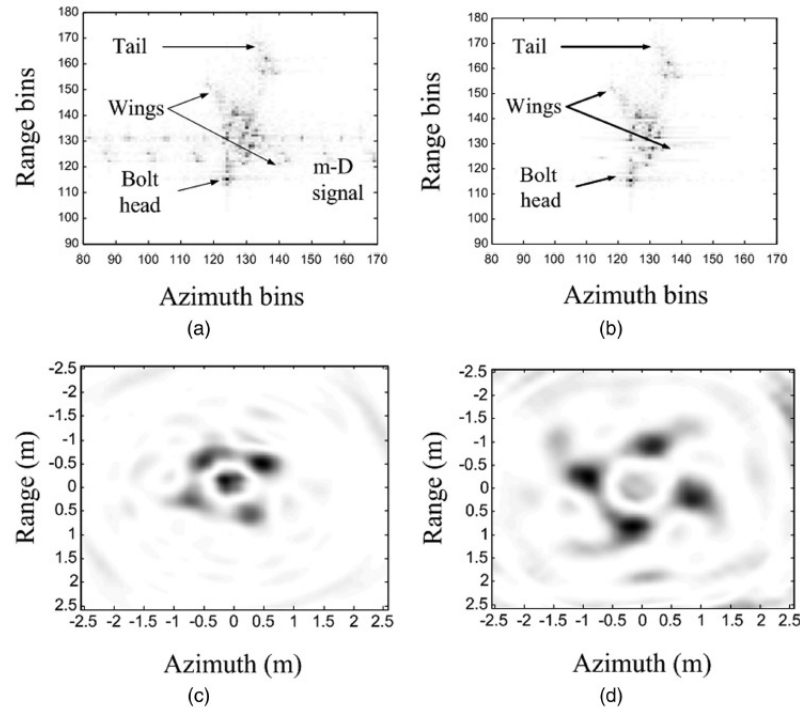 180
170
160
150
140
130
120
110
100
90
80 90 100 110 120 130 140 150 160 170
Range bins
Azimuth bins
Tail
Wings
Bolt
head
m-D
signal
(a)
180
170
160
150
140
130
120
110
100
90
80 90 100 110 120 130 140 150 160 170
Range bins
Azimuth bins
Tail
Wings
Bolt
head
(b)
-2.5
-2
-1.5
-1
-0.5
0
0.5
1
1.5
2
2.5
-2.5 -2 -1.5 -1 -0.5 0 0.5 1 1.5 2 2.5
Range (m)
Azimuth (m)
(c)
-2.5
-2
-1.5
-1
-0.5
0
0.5
1
1.5
2
2.5
-2.5 -2 -1.5 -1 -0.5 0 0.5 1 1.5 2 2.5
Range (m)
Azimuth (m)
(d)